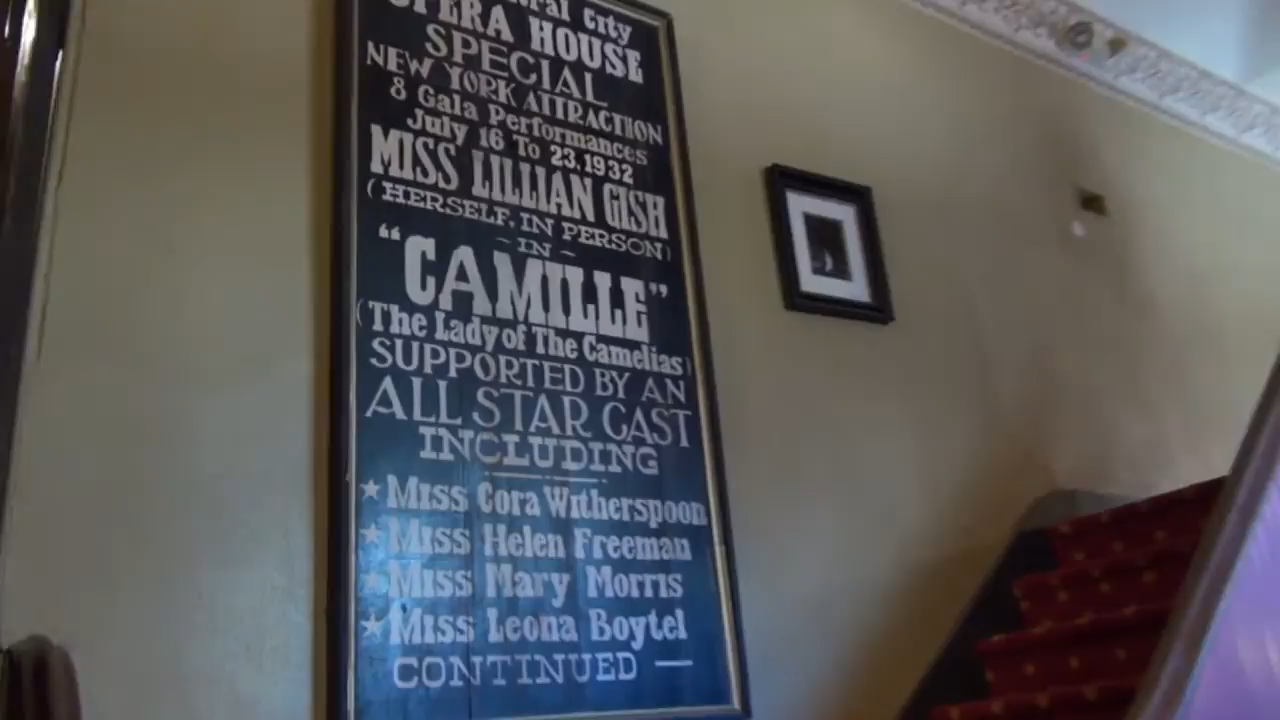 City
OPERA HOUSE
SPECIAL
NEW YORK ATTRACTION
8 Gala Performances
July 16 To 23, 1932
MISS LILLIAN GISH
(HERSELF, IN PERSON)
~ IN ~
"CAMILLE"
(The Lady of The Camelias)
SUPPORTED BY AN
ALL STAR CAST
INCLUDING
★ Miss Cora Witherspoon
★ Miss Helen Freeman
★ Miss Mary Morris
★ Miss Leona Boytel
CONTINUED —